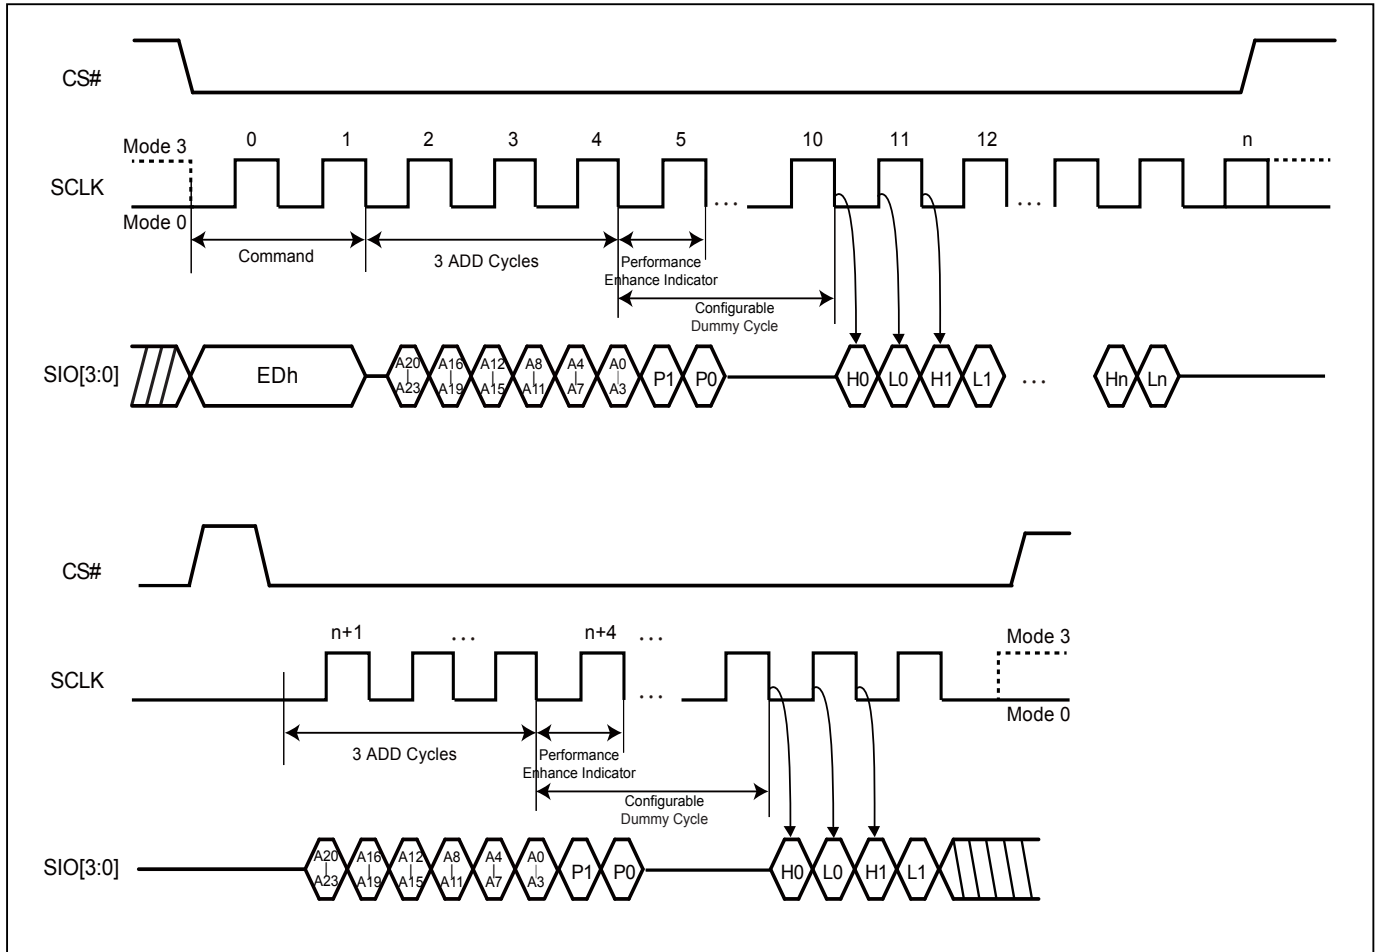 CS#
0 1 2 3 4 5 10 11 12 n
Mode 3
SCLK
... ...
Mode 0
Command
3 ADD Cycles
Performance
Enhance Indicator
Configurable
Dummy Cycle
SIO[3:0]
EDh
A20 | A23
A16 | A19
A12 | A15
A8 | A11
A4 | A7
A0 | A3
P1
P0
H0
L0
H1
L1
...
Hn
Ln
CS#
n+1 ... n+4 ...
Mode 3
SCLK
...
Mode 0
3 ADD Cycles
Performance
Enhance Indicator
Configurable
Dummy Cycle
SIO[3:0]
A20 | A23
A16 | A19
A12 | A15
A8 | A11
A4 | A7
A0 | A3
P1
P0
H0
L0
H1
L1